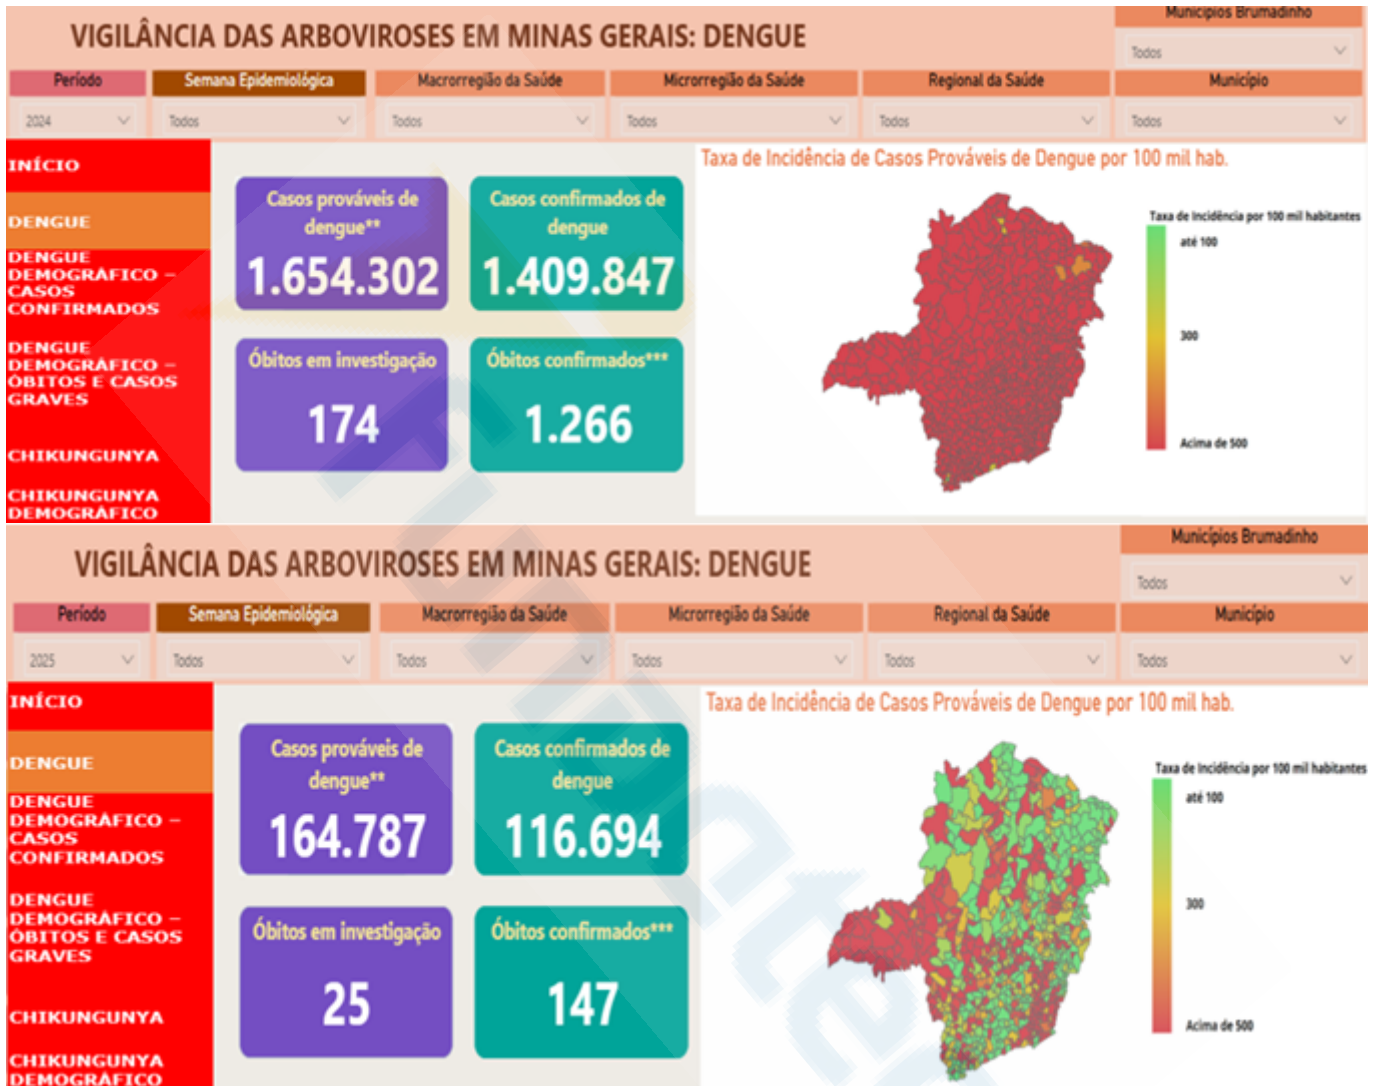 Municípios Brumadinho
VIGILÂNCIA DAS ARBOVIROSES EM MINAS GERAIS: DENGUE
Todos
Período
Semana Epidemiológica
Macrorregião da Saúde
Microrregião da Saúde
Regional da Saúde
Município
2024
Todos
Todos
Todos
Todos
Todos
INÍCIO
DENGUE
DENGUE
DEMOGRÁFICO –
CASOS
CONFIRMADOS
DENGUE
DEMOGRÁFICO –
ÓBITOS E CASOS
GRAVES
CHIKUNGUNYA
CHIKUNGUNYA
DEMOGRÁFICO
Casos prováveis de
dengue**
1.654.302
Casos confirmados de
dengue
1.409.847
Óbitos em investigação
174
Óbitos confirmados***
1.266
Taxa de Incidência de Casos Prováveis de Dengue por 100 mil hab.
Taxa de Incidência por 100 mil habitantes
até 100
300
Acima de 500
VIGILÂNCIA DAS ARBOVIROSES EM MINAS GERAIS: DENGUE
Municípios Brumadinho
Todos
Período
Semana Epidemiológica
Macrorregião da Saúde
Microrregião da Saúde
Regional da Saúde
Município
2025
Todos
Todos
Todos
Todos
Todos
INÍCIO
DENGUE
DENGUE
DEMOGRÁFICO –
CASOS
CONFIRMADOS
DENGUE
DEMOGRÁFICO –
ÓBITOS E CASOS
GRAVES
CHIKUNGUNYA
CHIKUNGUNYA
DEMOGRÁFICO
Casos prováveis de
dengue**
164.787
Casos confirmados de
dengue
116.694
Óbitos em investigação
25
Óbitos confirmados***
147
Taxa de Incidência de Casos Prováveis de Dengue por 100 mil hab.
Taxa de Incidência por 100 mil habitantes
até 100
300
Acima de 500